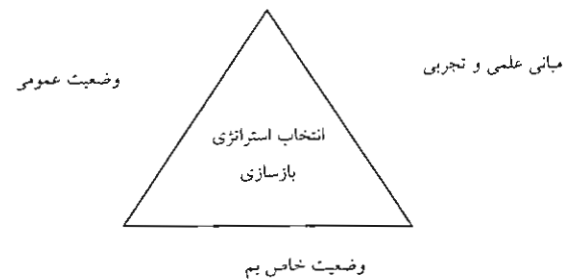 مبانی علمی و تجربی
وضعیت عمومی
انتخاب استراتژی
بازسازی
وضعیت خاص بم